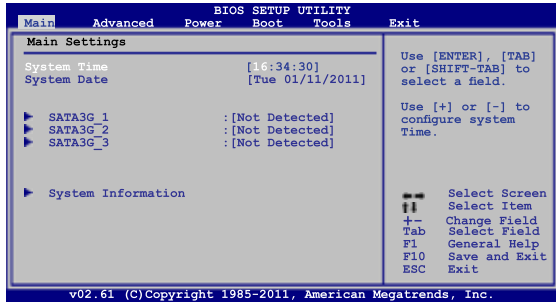 BIOS SETUP UTILITY
Main Advanced Power Boot Tools Exit
Main Settings
System Time [16:34:30]
System Date [Tue 01/11/2011]
SATA3G_1 :[Not Detected]
SATA3G_2 :[Not Detected]
SATA3G_3 :[Not Detected]
System Information
Use [ENTER], [TAB]
or [SHIFT-TAB] to
select a field.
Use [+] or [-] to
configure system
Time.
Select Screen
Select Item
+- Change Field
Tab Select Field
F1 General Help
F10 Save and Exit
ESC Exit
v02.61 (C)Copyright 1985-2011, American Megatrends, Inc.